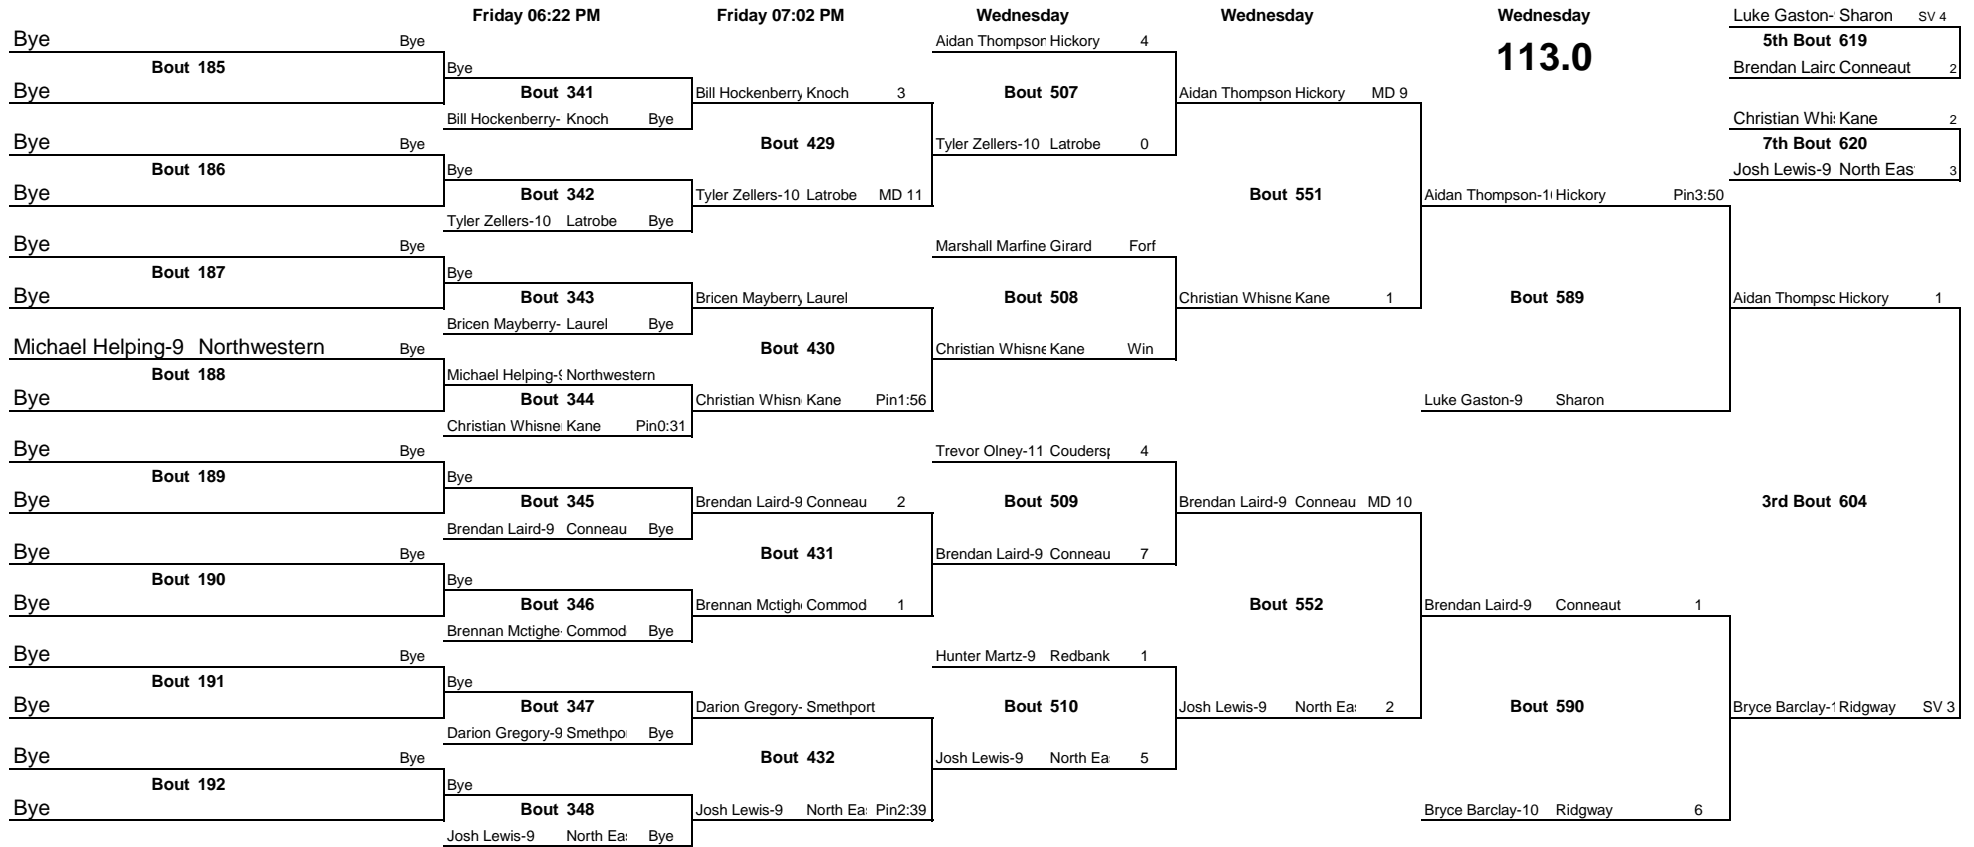 Friday 06:22 PM Friday 07:02 PM Wednesday Wednesday Wednesday Luke Gaston- Sharon SV 4
Bye Bye Aidan Thompson Hickory 4 113.0 5th Bout 619
Bout 185 Bye Brendan Lairc Conneaut 2
Bye Bout 341 Bill Hockenberry Knoch 3 Bout 507 Aidan Thompson Hickory MD 9
Bill Hockenberry- Knoch Bye Christian Whis Kane 2
Bye Bye Bout 429 Tyler Zellers-10 Latrobe 0 7th Bout 620
Bout 186 Bye Josh Lewis-9 North Eas 3
Bye Bout 342 Tyler Zellers-10 Latrobe MD 11 Bout 551 Aidan Thompson-1( Hickory Pin3:50
Tyler Zellers-10 Latrobe Bye
Bye Bye Marshall Marfine Girard Forf
Bout 187 Bye
Bye Bout 343 Bricen Mayberry Laurel Bout 508 Christian Whisne Kane 1 Bout 589 Aidan Thompsc Hickory 1
Bricen Mayberry- Laurel Bye
Michael Helping-9 Northwestern Bye Bout 430 Christian Whisne Kane Win
Bout 188 Michael Helping-9 Northwestern
Bye Bout 344 Christian Whisn Kane Pin1:56 Luke Gaston-9 Sharon
Christian Whisne Kane Pin0:31
Bye Bye Trevor Olney-11 Coudersp 4
Bout 189 Bye
Bye Bout 345 Brendan Laird-9 Conneau 2 Bout 509 Brendan Laird-9 Conneau MD 10 3rd Bout 604
Brendan Laird-9 Conneau Bye
Bye Bye Bout 431 Brendan Laird-9 Conneau 7
Bout 190 Bye
Bye Bout 346 Brennan Mctigh Commod 1 Bout 552 Brendan Laird-9 Conneaut 1
Brennan Mctighe- Commod Bye
Bye Bye Hunter Martz-9 Redbank 1
Bout 191 Bye
Bye Bout 347 Darion Gregory- Smethport Bout 510 Josh Lewis-9 North Ea 2 Bout 590 Bryce Barclay-1 Ridgway SV 3
Darion Gregory-9 Smethpo Bye
Bye Bye Bout 432 Josh Lewis-9 North Ea 5
Bout 192 Bye
Bye Bout 348 Josh Lewis-9 North Ea Pin2:39 Bryce Barclay-10 Ridgway 6
Josh Lewis-9 North Ea Bye